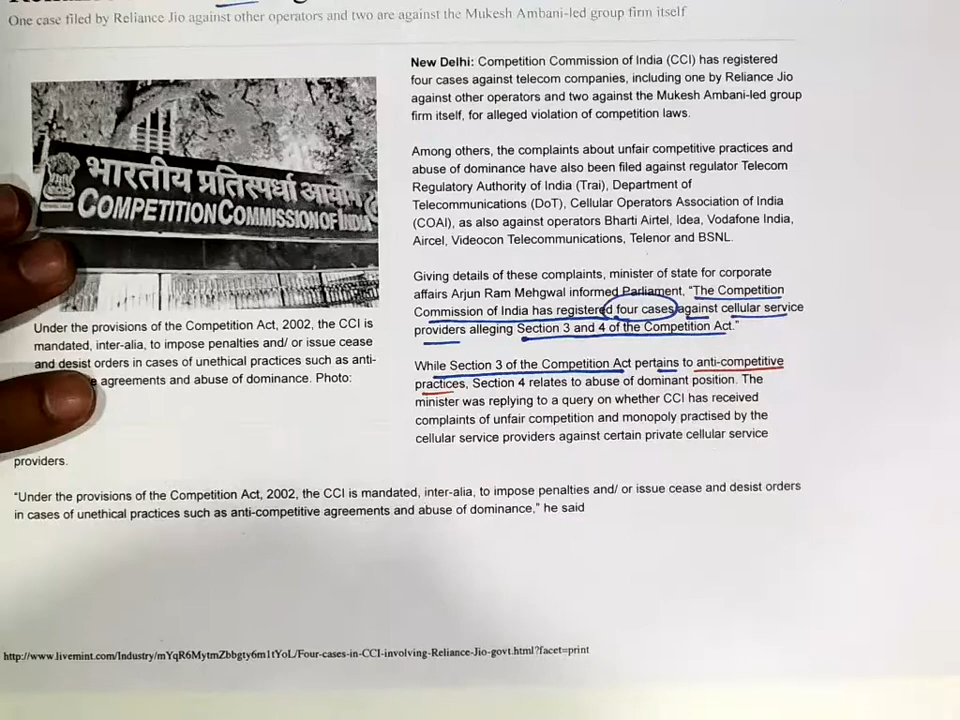 One case filed by Reliance Jio against other operators and two are against the Mukesh Ambani-led group firm itself
भारतीय प्रतिस्पर्धा आयोग
COMPETITION COMMISSION OF INDIA
Under the provisions of the Competition Act, 2002, the CCI is
mandated, inter-alia, to impose penalties and/ or issue cease
and desist orders in cases of unethical practices such as anti-
agreements and abuse of dominance. Photo:
New Delhi: Competition Commission of India (CCI) has registered
four cases against telecom companies, including one by Reliance Jio
against other operators and two against the Mukesh Ambani-led group
firm itself, for alleged violation of competition laws.
Among others, the complaints about unfair competitive practices and
abuse of dominance have also been filed against regulator Telecom
Regulatory Authority of India (Trai), Department of
Telecommunications (DoT), Cellular Operators Association of India
(COAI), as also against operators Bharti Airtel, Idea, Vodafone India,
Aircel, Videocon Telecommunications, Telenor and BSNL.
Giving details of these complaints, minister of state for corporate
affairs Arjun Ram Mehgwal informed Parliament, “The Competition
Commission of India has registered four cases against cellular service
providers alleging Section 3 and 4 of the Competition Act.”
While Section 3 of the Competition Act pertains to anti-competitive
practices, Section 4 relates to abuse of dominant position. The
minister was replying to a query on whether CCI has received
complaints of unfair competition and monopoly practised by the
cellular service providers against certain private cellular service
providers.
“Under the provisions of the Competition Act, 2002, the CCI is mandated, inter-alia, to impose penalties and/ or issue cease and desist orders
in cases of unethical practices such as anti-competitive agreements and abuse of dominance,” he said
http://www.livemint.com/Industry/mYqR6MytmZbbgty6m1tYoL/Four-cases-in-CCI-involving-Reliance-Jio-govt.html?facet=print